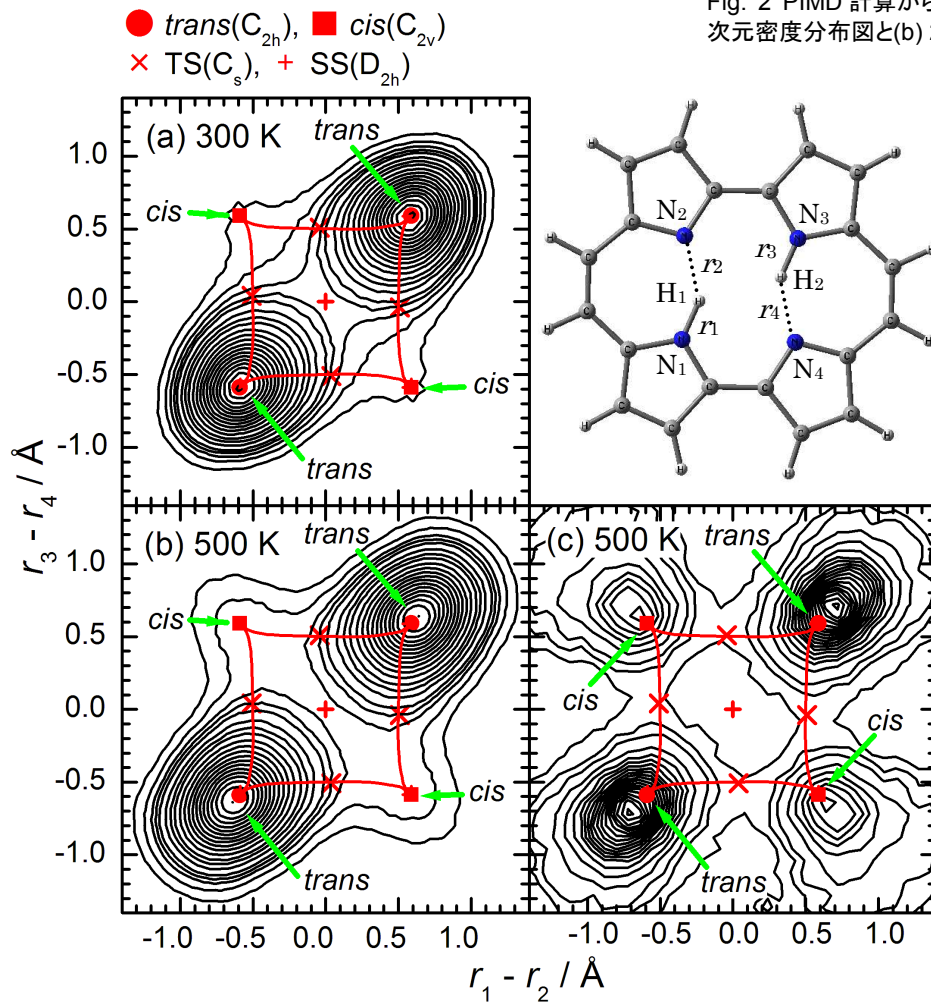 Fig. 2 PIMD 計算から
次元密度分布図と(b)
trans(C2h), cis(C2v)
TS(Cs), SS(D2h)
(a) 300 K
trans
cis
cis
trans
1.0
0.5
0.0
-0.5
-1.0
N2
N3
r2
r3
H1
H2
r1
r4
N1
N4
C C C C C C C C C C C C C C C C C C C C
H H H H H H H H H H H H
r3 - r4 / Å
(b) 500 K
trans
cis
cis
trans
1.0
0.5
0.0
-0.5
-1.0
(c) 500 K
trans
cis
cis
trans
-1.0 -0.5 0.0 0.5 1.0
-1.0 -0.5 0.0 0.5 1.0
r1 - r2 / Å